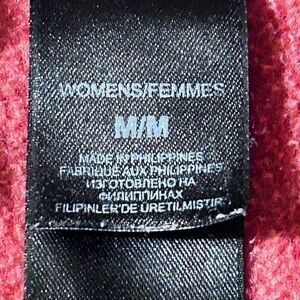 WOMENS/FEMMES
M/M
MADE IN PHILIPPINES
FABRIQUE AUX PHILIPPINES
ИЗГОТОВЛЕНО НА
ФИЛИППИНАХ
FILIPINLER'DE ÜRETILMISTIR